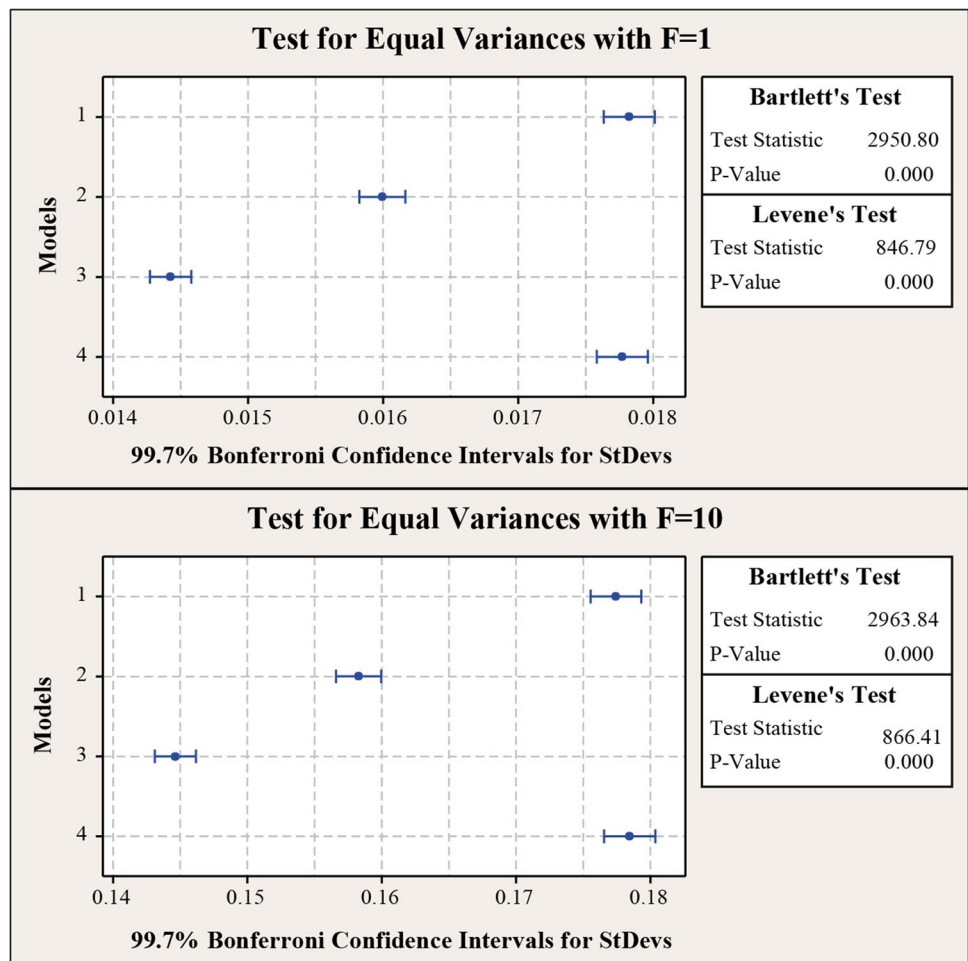 Test for Equal Variances with F=1
Models
1
2
3
4
0.014 0.015 0.016 0.017 0.018
99.7% Bonferroni Confidence Intervals for StDevs
Bartlett's Test
Test Statistic 2950.80
P-Value 0.000
Levene's Test
Test Statistic 846.79
P-Value 0.000
Test for Equal Variances with F=10
Models
1
2
3
4
0.14 0.15 0.16 0.17 0.18
99.7% Bonferroni Confidence Intervals for StDevs
Bartlett's Test
Test Statistic 2963.84
P-Value 0.000
Levene's Test
Test Statistic 866.41
P-Value 0.000